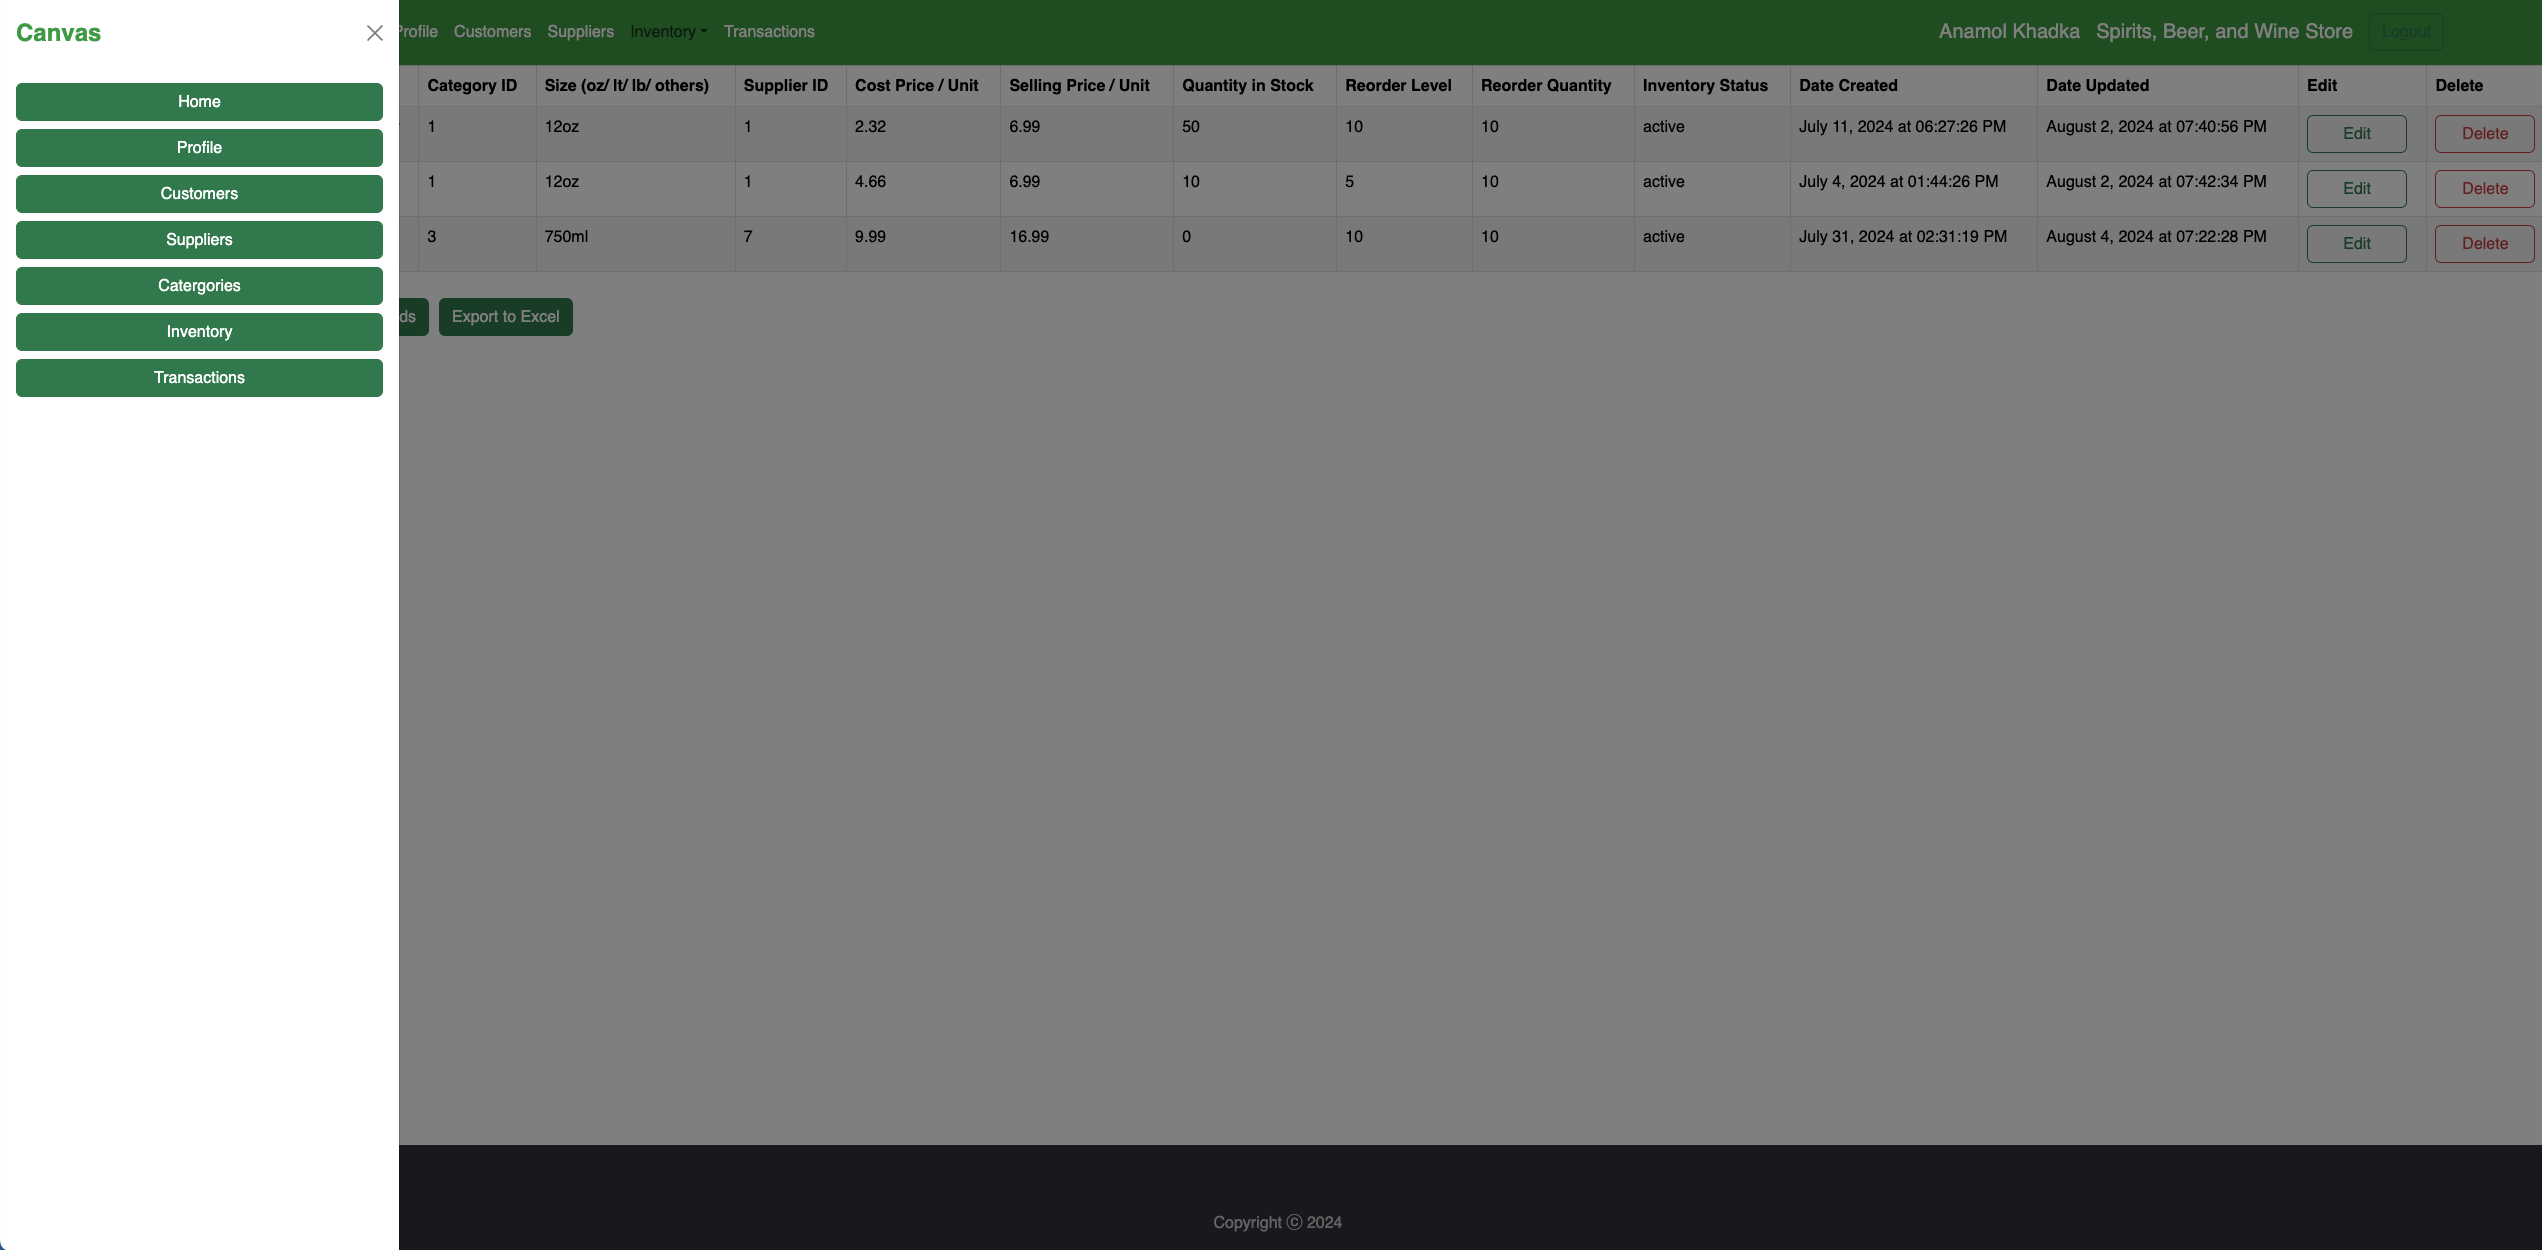 Canvas
Home
Profile
Customers
Suppliers
Catergories
Inventory
Transactions
Profile Customers Suppliers Inventory Transactions Anamol Khadka Spirits, Beer, and Wine Store Logout
Category ID Size (oz/ lt/ lb/ others) Supplier ID Cost Price / Unit Selling Price / Unit Quantity in Stock Reorder Level Reorder Quantity Inventory Status Date Created Date Updated Edit Delete
1 12oz 1 2.32 6.99 50 10 10 active July 11, 2024 at 06:27:26 PM August 2, 2024 at 07:40:56 PM Edit Delete
1 12oz 1 4.66 6.99 10 5 10 active July 4, 2024 at 01:44:26 PM August 2, 2024 at 07:42:34 PM Edit Delete
3 750ml 7 9.99 16.99 0 10 10 active July 31, 2024 at 02:31:19 PM August 4, 2024 at 07:22:28 PM Edit Delete
ds Export to Excel
Copyright ⓒ 2024